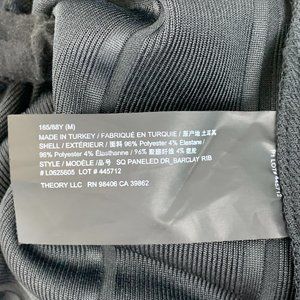 165/88Y (M)
MADE IN TURKEY / FABRIQUÉ EN TURQUIE / 原产地 土耳其
SHELL / EXTÉRIEUR / 面料 96% Polyester 4% Elastane/
96% Polyester 4% Élasthanne / 96% 聚酯纤维 4% 氨纶
STYLE / MODÈLE / 品号 SQ PANELED DR_BARCLAY RIB
# L0625605 LOT # 445712
THEORY LLC RN 98406 CA 39862